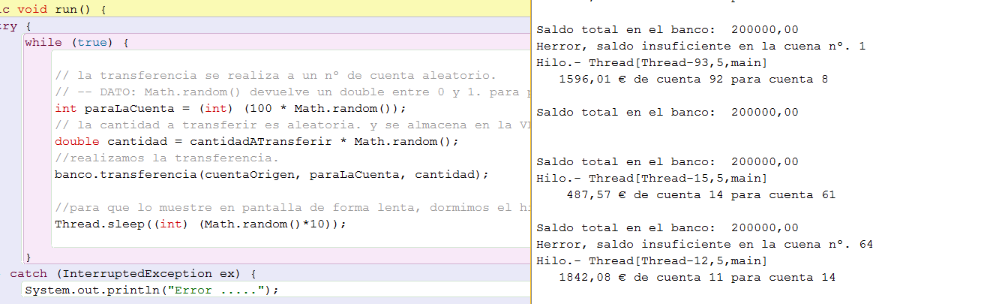 ic void run() {
try {
while (true) {
// la transferencia se realiza a un nº de cuenta aleatorio.
// -- DATO: Math.random() devuelve un double entre 0 y 1. para
int paraLaCuenta = (int) (100 * Math.random());
// la cantidad a transferir es aleatoria. y se almacena en la
double cantidad = cantidadATransferir * Math.random();
//realizamos la transferencia.
banco.transferencia(cuentaOrigen, paraLaCuenta, cantidad);
//para que lo muestre en pantalla de forma lenta, dormimos el
Thread.sleep((int) (Math.random()*10));
}
catch (InterruptedException ex) {
System.out.println("Error .....");
Saldo total en el banco:  200000,00
Herror, saldo insuficiente en la cuena nº. 1
Hilo.- Thread[Thread-93,5,main]
1596,01 € de cuenta 92 para cuenta 8
Saldo total en el banco:  200000,00
Saldo total en el banco:  200000,00
Hilo.- Thread[Thread-15,5,main]
487,57 € de cuenta 14 para cuenta 61
Saldo total en el banco:  200000,00
Herror, saldo insuficiente en la cuena nº. 64
Hilo.- Thread[Thread-12,5,main]
1842,08 € de cuenta 11 para cuenta 14